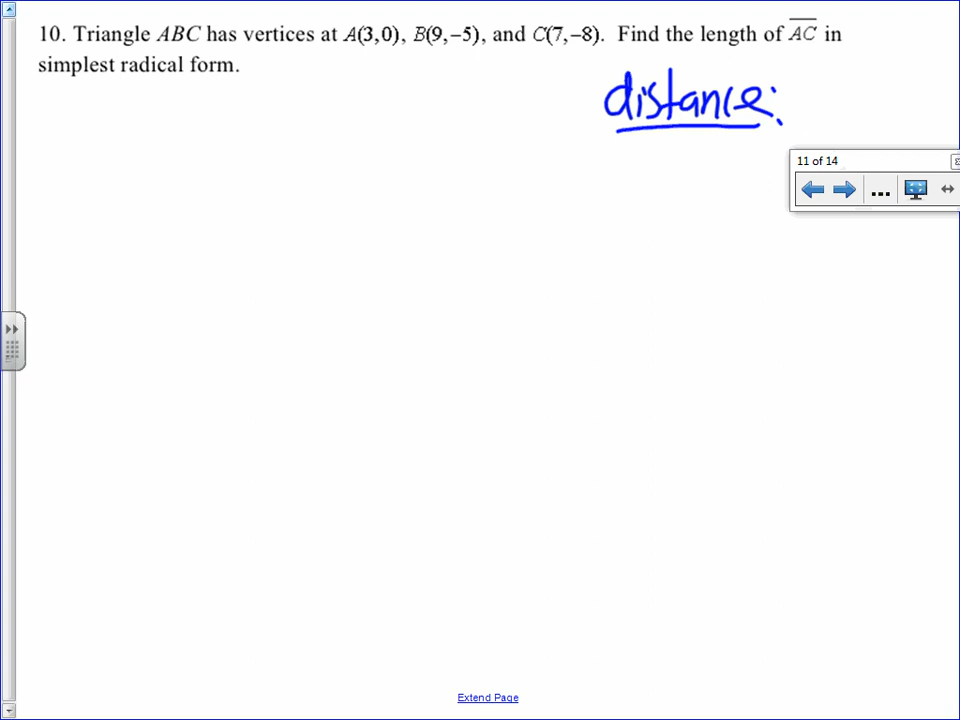 10. Triangle ABC has vertices at A(3,0), B(9,−5), and C(7,−8). Find the length of A͞C͞ in
simplest radical form.
distance:
11 of 14
...
Extend Page